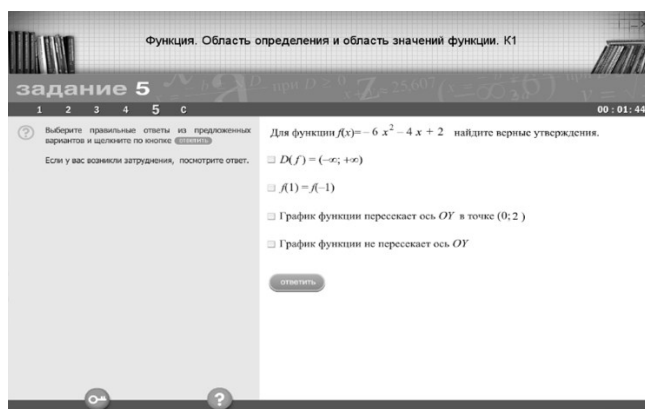 Функция. Область определения и область значений функции. К1
задание 5
1 2 3 4 5 С
00 : 01 : 44
Выберите правильные ответы из предложенных
вариантов и щелкните по кнопке ответить
Если у вас возникли затруднения, посмотрите ответ.
Для функции f(x)= – 6 x² – 4 x + 2 найдите верные утверждения.
D( f ) = (–∞; +∞)
f(1) = f(–1)
График функции пересекает ось OY в точке (0; 2 )
График функции не пересекает ось OY
ответить
?